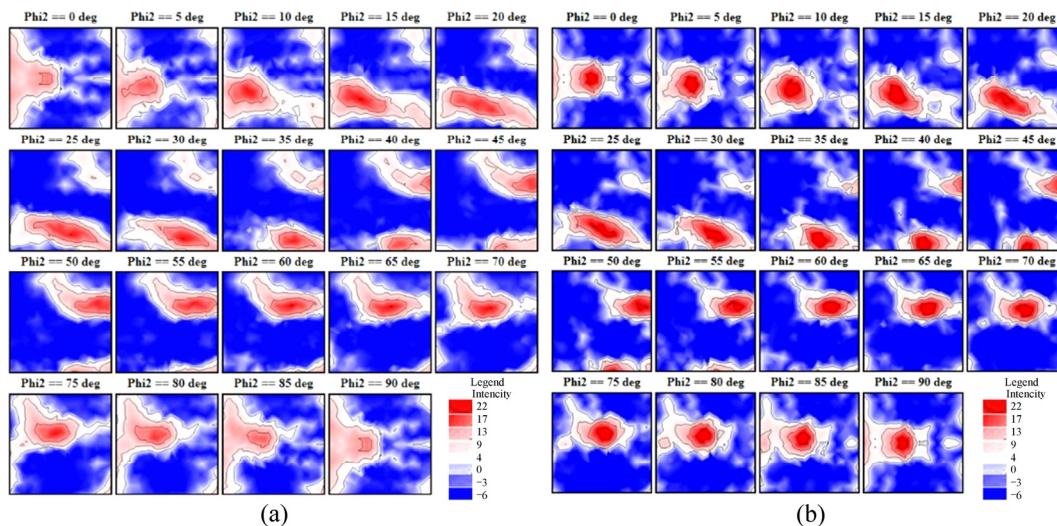 Phi2 == 0 deg Phi2 == 5 deg Phi2 == 10 deg Phi2 == 15 deg Phi2 == 20 deg
Phi2 == 25 deg Phi2 == 30 deg Phi2 == 35 deg Phi2 == 40 deg Phi2 == 45 deg
Phi2 == 50 deg Phi2 == 55 deg Phi2 == 60 deg Phi2 == 65 deg Phi2 == 70 deg
Phi2 == 75 deg Phi2 == 80 deg Phi2 == 85 deg Phi2 == 90 deg
Legend
Intencity
22
17
13
9
4
0
−3
−6
(a)
Phi2 == 0 deg Phi2 == 5 deg Phi2 == 10 deg Phi2 == 15 deg Phi2 == 20 deg
Phi2 == 25 deg Phi2 == 30 deg Phi2 == 35 deg Phi2 == 40 deg Phi2 == 45 deg
Phi2 == 50 deg Phi2 == 55 deg Phi2 == 60 deg Phi2 == 65 deg Phi2 == 70 deg
Phi2 == 75 deg Phi2 == 80 deg Phi2 == 85 deg Phi2 == 90 deg
Legend
Intencity
22
17
13
9
4
0
−3
−6
(b)